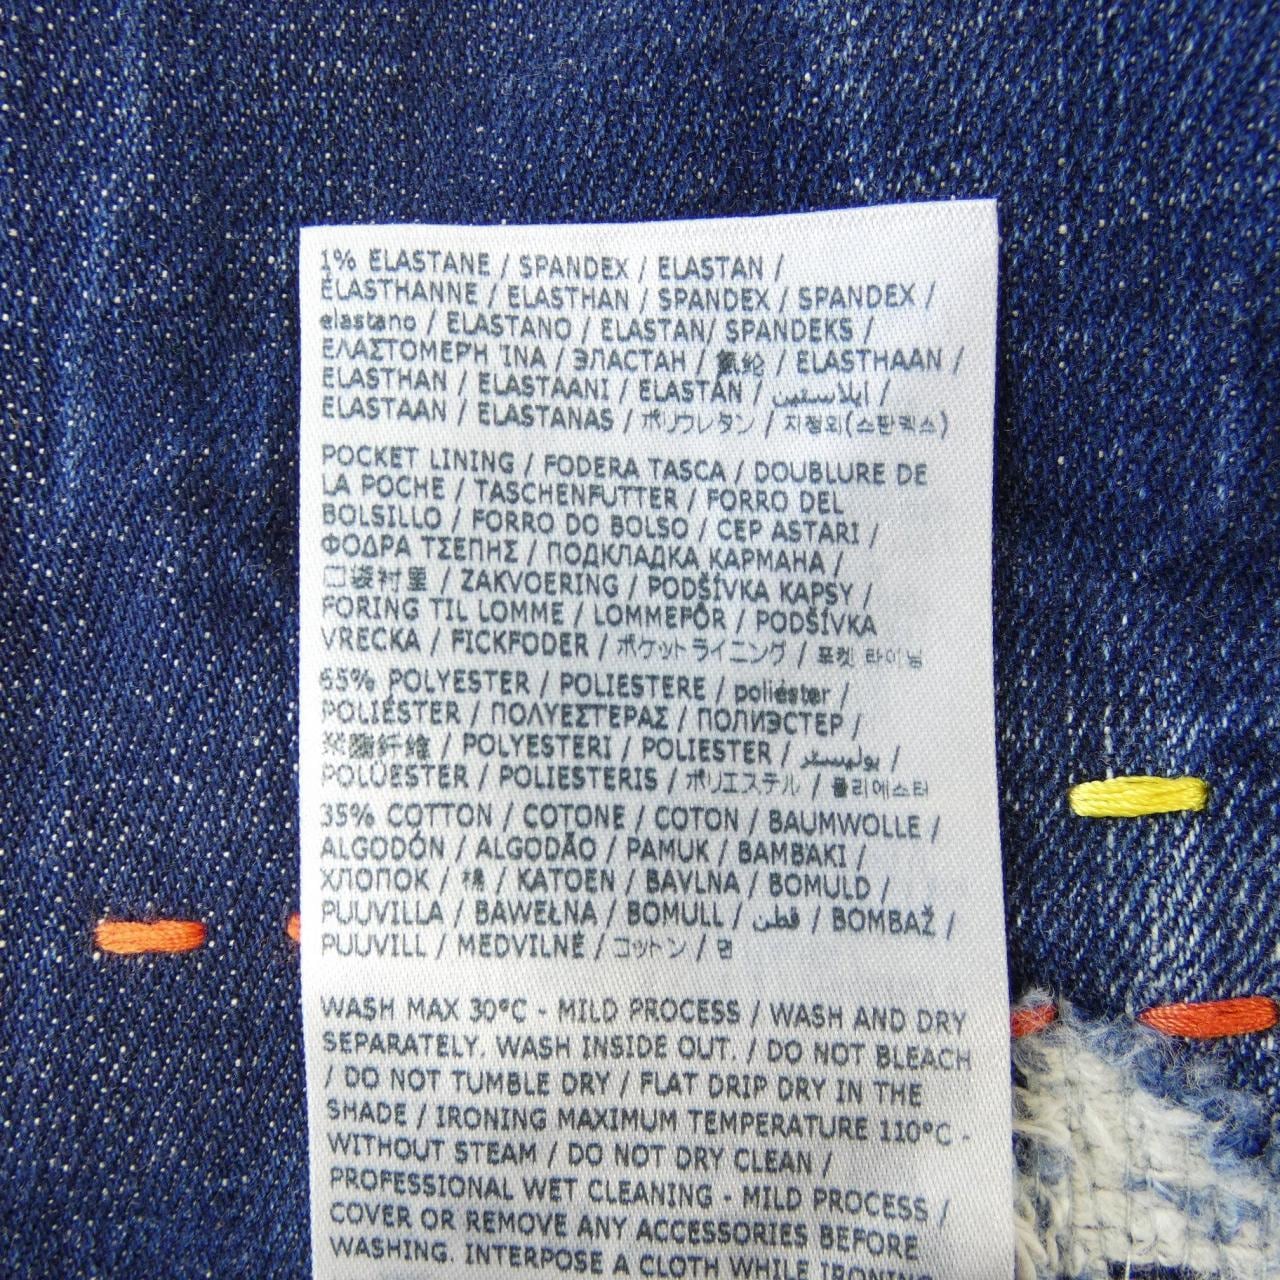 1% ELASTANE / SPANDEX / ELASTAN /
ÉLASTHANNE / ELASTHAN / SPANDEX / SPANDEX /
elastano / ELASTANO / ELASTAN/ SPANDEKS /
ΕΛΑΣΤΟΜΕΡΗ ΊΝΑ / ЭЛАСТАН / 氨纶 / ELASTHAAN /
ELASTHAN / ELASTAANI / ELASTAN / ايلاستين /
ELASTAAN / ELASTANAS / ポリウレタン / 지정외(스판덱스)
POCKET LINING / FODERA TASCA / DOUBLURE DE
LA POCHE / TASCHENFUTTER / FORRO DEL
BOLSILLO / FORRO DO BOLSO / CEP ASTARI /
ΦΟΔΡΑ ΤΣΕΠΗΣ / ПОДКЛАДКА КАРМАНА /
口袋衬里 / ZAKVOERING / PODŠÍVKA KAPSY /
FORING TIL LOMME / LOMMEFÔR / PODŠÍVKA
VRECKA / FICKFODER / ポケットライニング / 포켓 라이닝
65% POLYESTER / POLIESTERE / poliéster /
POLIÉSTER / ΠΟΛΥΕΣΤΕΡΑΣ / ПОЛИЭСТЕР /
聚酯纤维 / POLYESTERI / POLIESTER / بوليستر /
POLÜESTER / POLIESTERIS / ポリエステル / 폴리에스터
35% COTTON / COTONE / COTON / BAUMWOLLE /
ALGODÓN / ALGODÃO / PAMUK / ΒΑΜΒΑΚΙ /
ХЛОПОК / 棉 / KATOEN / BAVLNA / BOMULD /
PUUVILLA / BAWEŁNA / BOMULL / قطن / BOMBAŽ /
PUUVILL / MEDVILNĖ / コットン / 면
WASH MAX 30°C - MILD PROCESS / WASH AND DRY
SEPARATELY. WASH INSIDE OUT. / DO NOT BLEACH
/ DO NOT TUMBLE DRY / FLAT DRIP DRY IN THE
SHADE / IRONING MAXIMUM TEMPERATURE 110°C -
WITHOUT STEAM / DO NOT DRY CLEAN /
PROFESSIONAL WET CLEANING - MILD PROCESS /
COVER OR REMOVE ANY ACCESSORIES BEFORE
WASHING. INTERPOSE A CLOTH WHILE IRONING